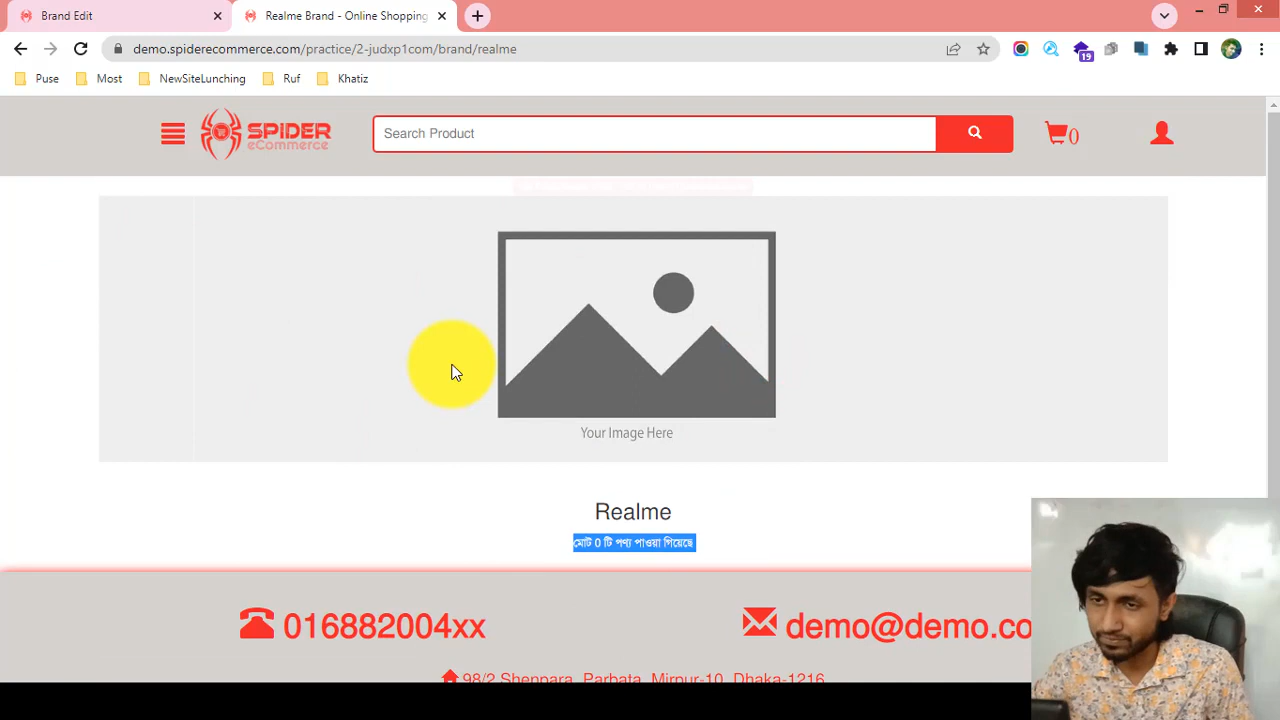 Brand Edit
Realme Brand - Online Shopping
demo.spiderecommerce.com/practice/2-judxp1com/brand/realme
19
Puse
Most
NewSiteLunching
Ruf
Khatiz
SPIDER
eCommerce
Search Product
0
Your Image Here
Realme
মোট 0 টি পণ্য পাওয়া গিয়েছে
016882004xx
demo@demo.co
98/2 Shenpara, Parbata, Mirpur-10, Dhaka-1216